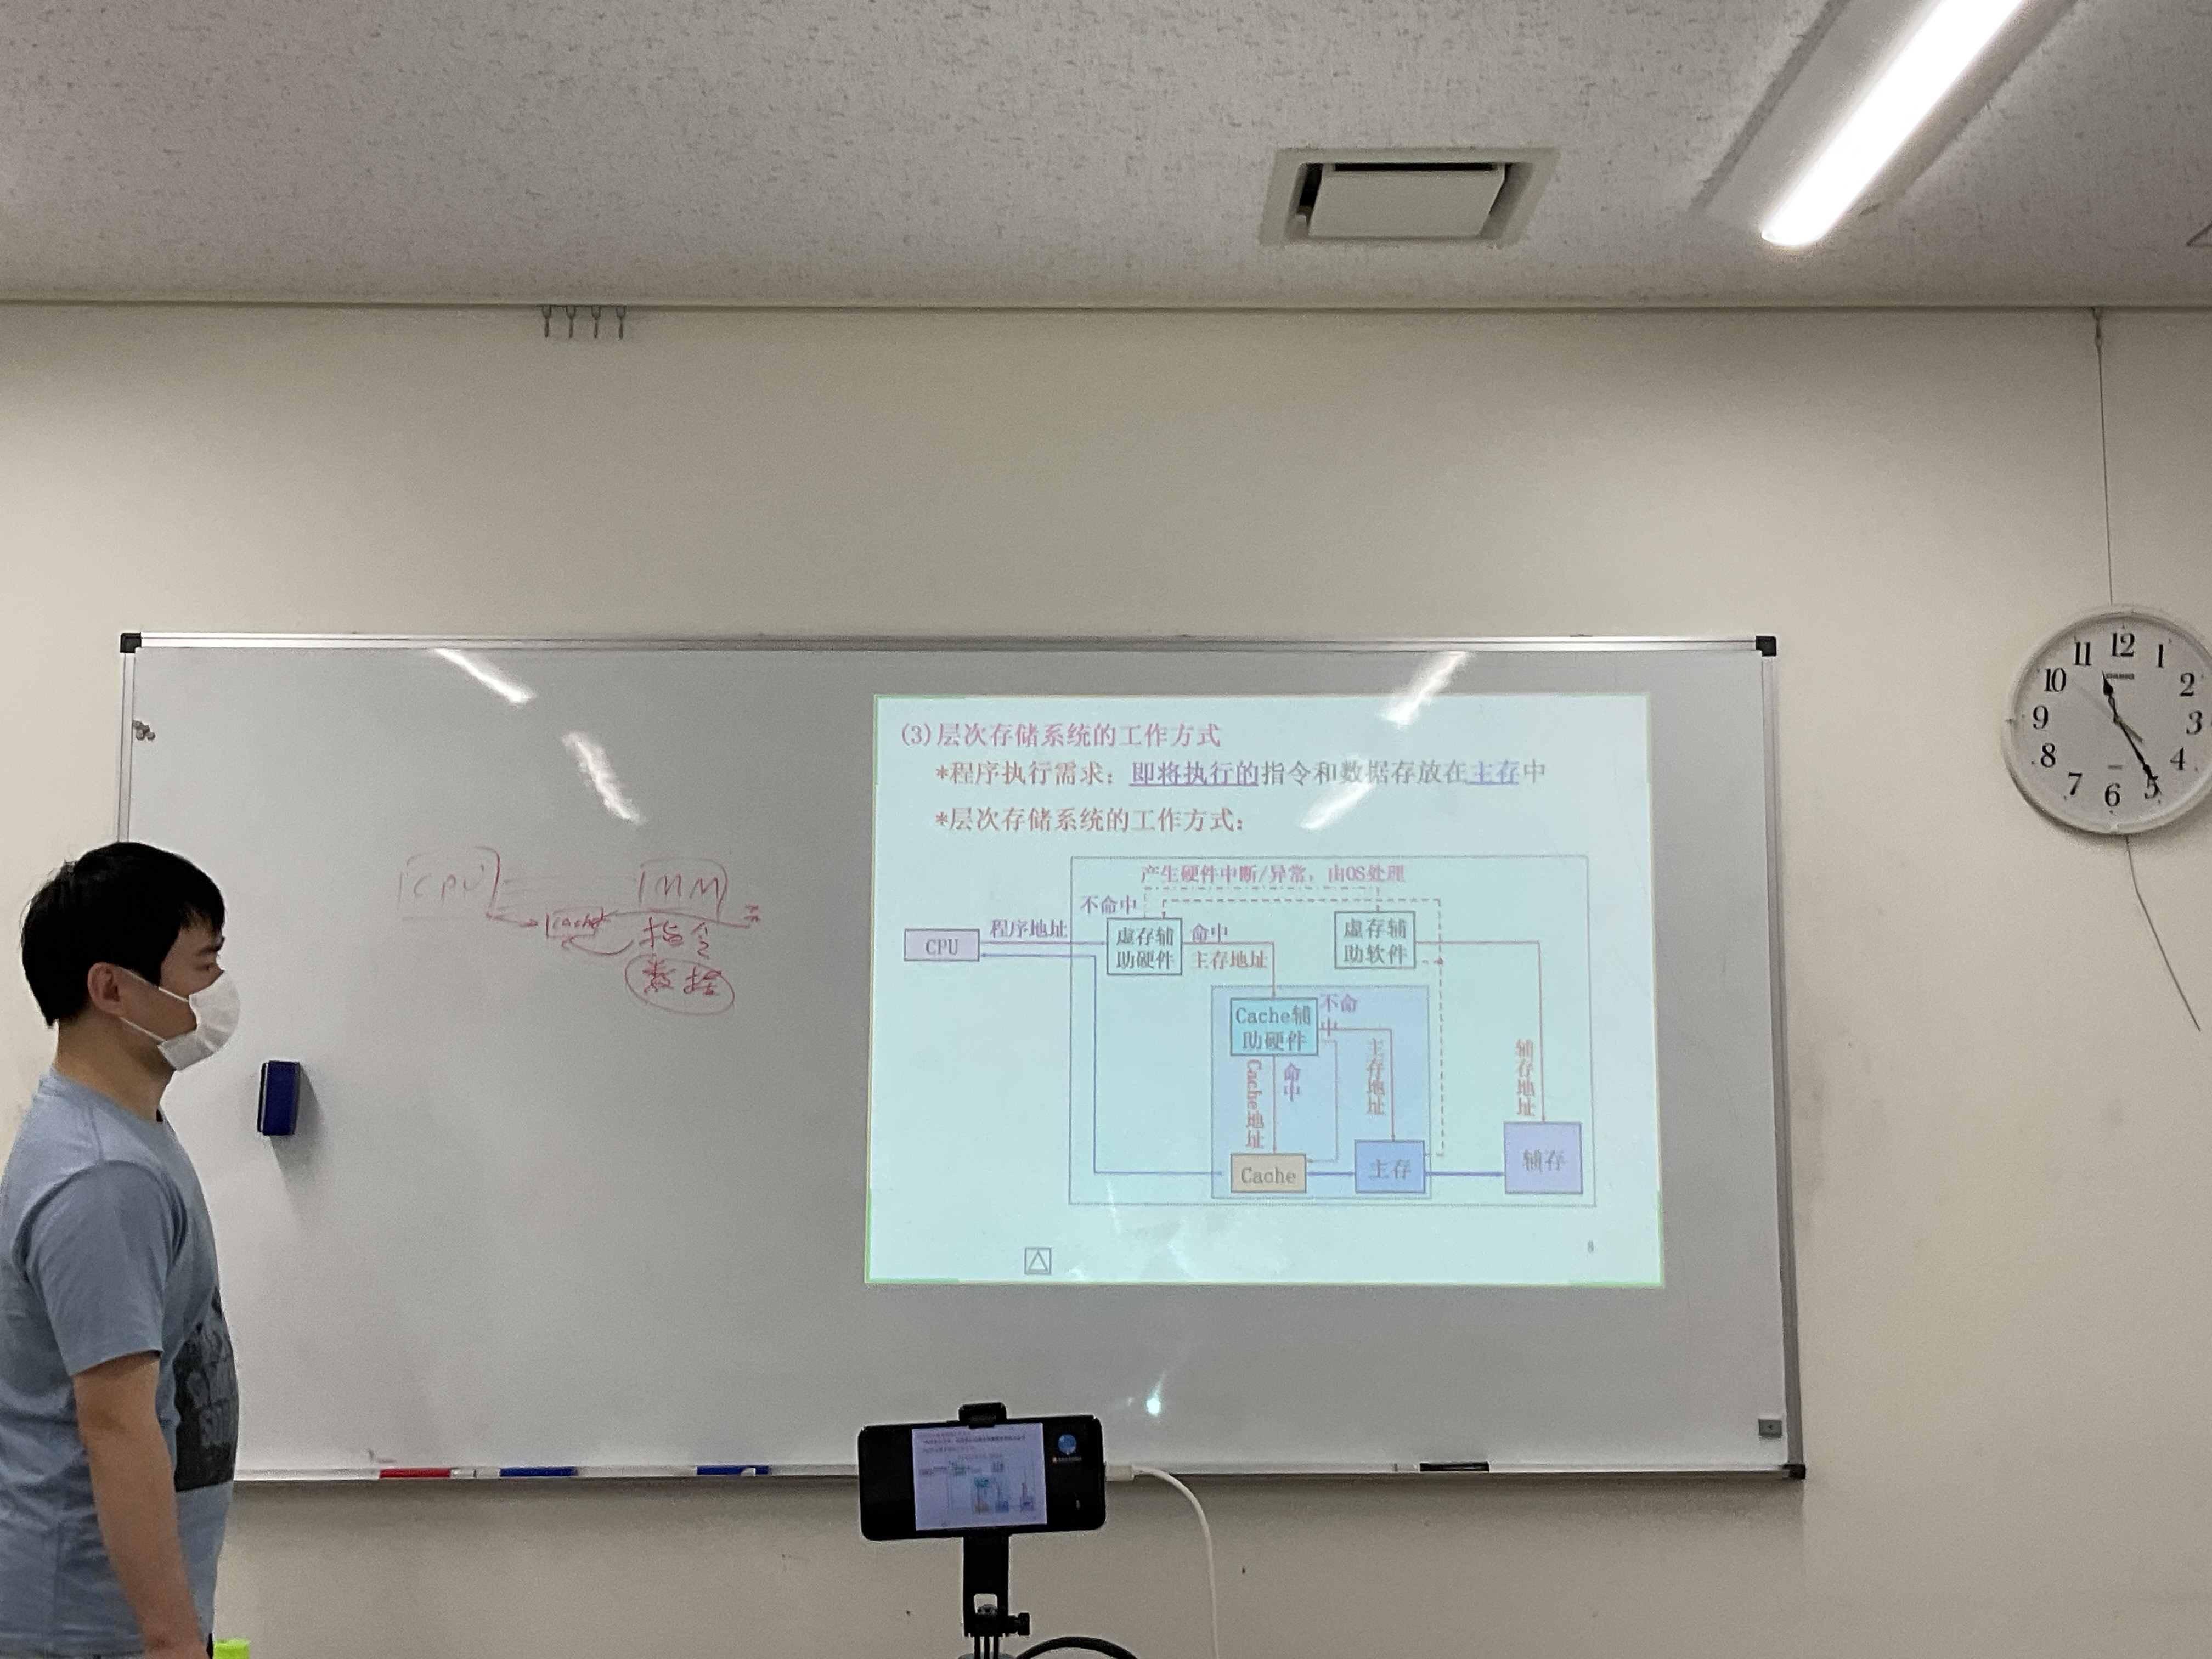 (3)层次存储系统的工作方式
*程序执行需求：即将执行的指令和数据存放在主存中
*层次存储系统的工作方式：
产生硬件中断/异常，由OS处理
不命中
程序地址
CPU
虚存辅
助硬件
命中
主存地址
虚存辅
助软件
Cache辅
助硬件
不命
中
Cache地址
命中
主存地址
辅存地址
Cache
主存
辅存
8
CPU
MM
cache
指令
数据
12
1
2
3
4
5
6
7
8
9
10
11
CASIO